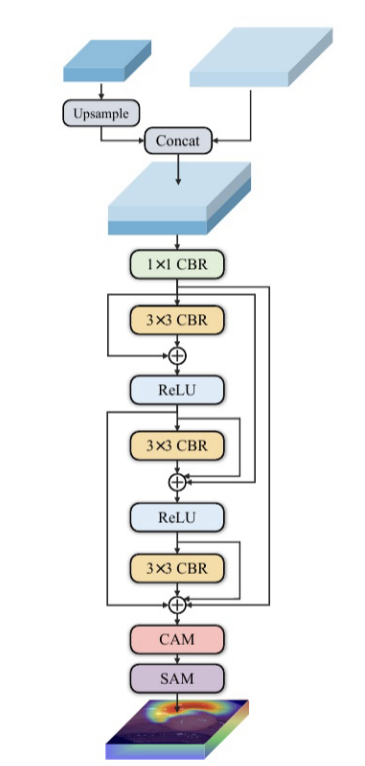 Upsample
Concat
1×1 CBR
3×3 CBR
ReLU
3×3 CBR
ReLU
3×3 CBR
CAM
SAM